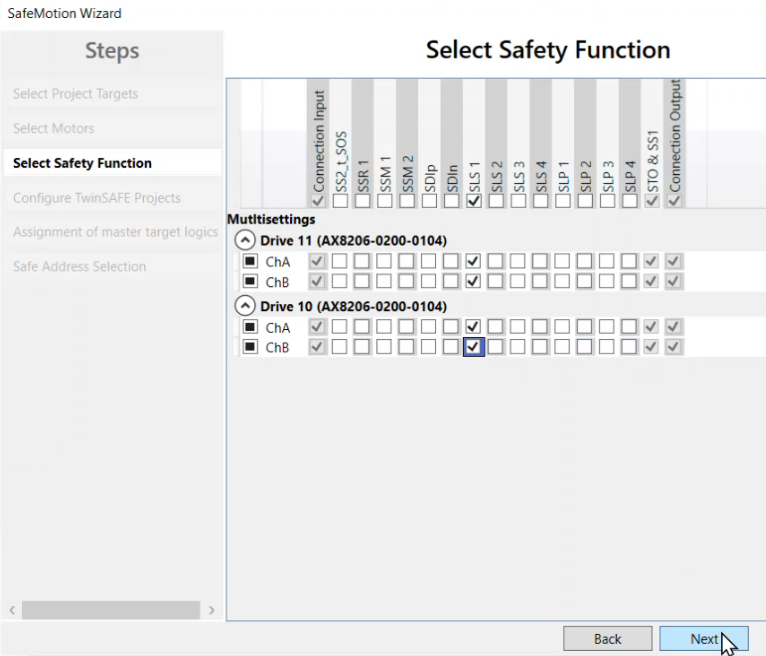 SafeMotion Wizard
Steps
Select Project Targets
Select Motors
Select Safety Function
Configure TwinSAFE Projects
Assignment of master target logics
Safe Address Selection
Select Safety Function
Connection Input
SS2_t_SOS
SSR 1
SSM 1
SSM 2
SDIp
SDIn
SLS 1
SLS 2
SLS 3
SLS 4
SLP 1
SLP 2
SLP 3
SLP 4
STO & SS1
Connection Output
Mutltisettings
Drive 11 (AX8206-0200-0104)
ChA
ChB
Drive 10 (AX8206-0200-0104)
ChA
ChB
Back
Next